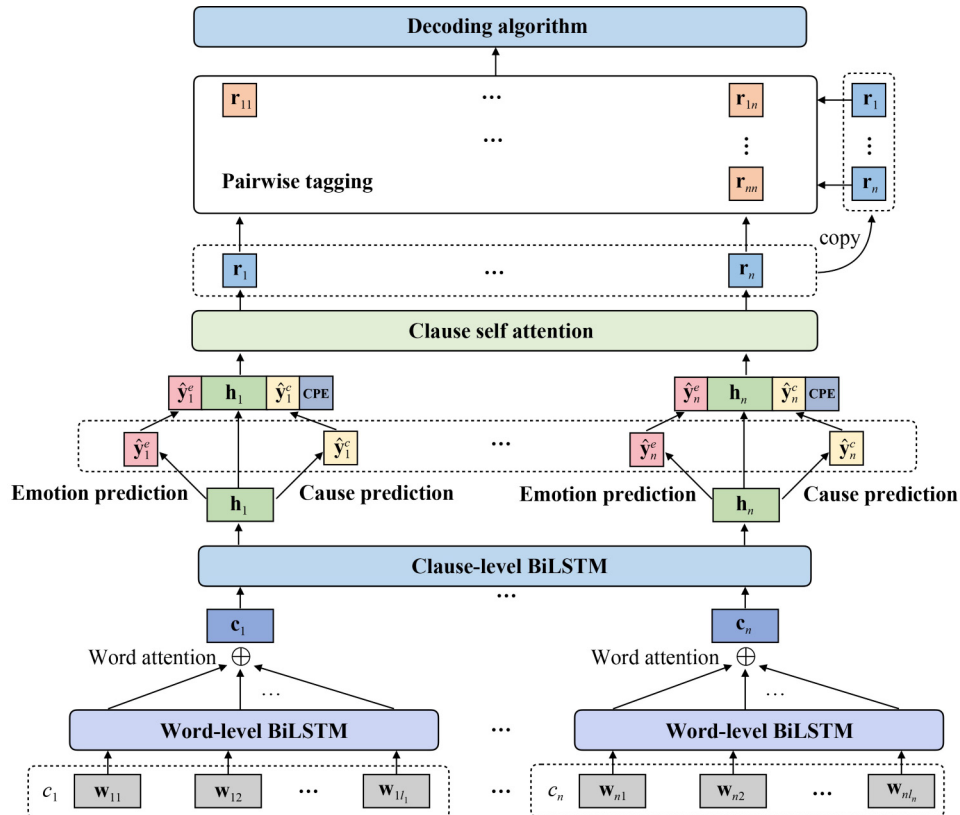 Decoding algorithm
r₁₁ ... r₁ₙ r₁
... ⋮ ⋮
Pairwise tagging rₙₙ rₙ
copy
r₁ ... rₙ
Clause self attention
ŷ₁ᵉ h₁ ŷ₁ᶜ CPE ŷₙᵉ hₙ ŷₙᶜ CPE
ŷ₁ᵉ ŷ₁ᶜ ... ŷₙᵉ ŷₙᶜ
Emotion prediction Cause prediction Emotion prediction Cause prediction
h₁ hₙ
Clause-level BiLSTM
...
c₁ cₙ
Word attention ⊕ Word attention ⊕
... ...
Word-level BiLSTM ... Word-level BiLSTM
c₁ w₁₁ w₁₂ ... w₁ₗ₁ ... cₙ wₙ₁ wₙ₂ ... wₙₗₙ